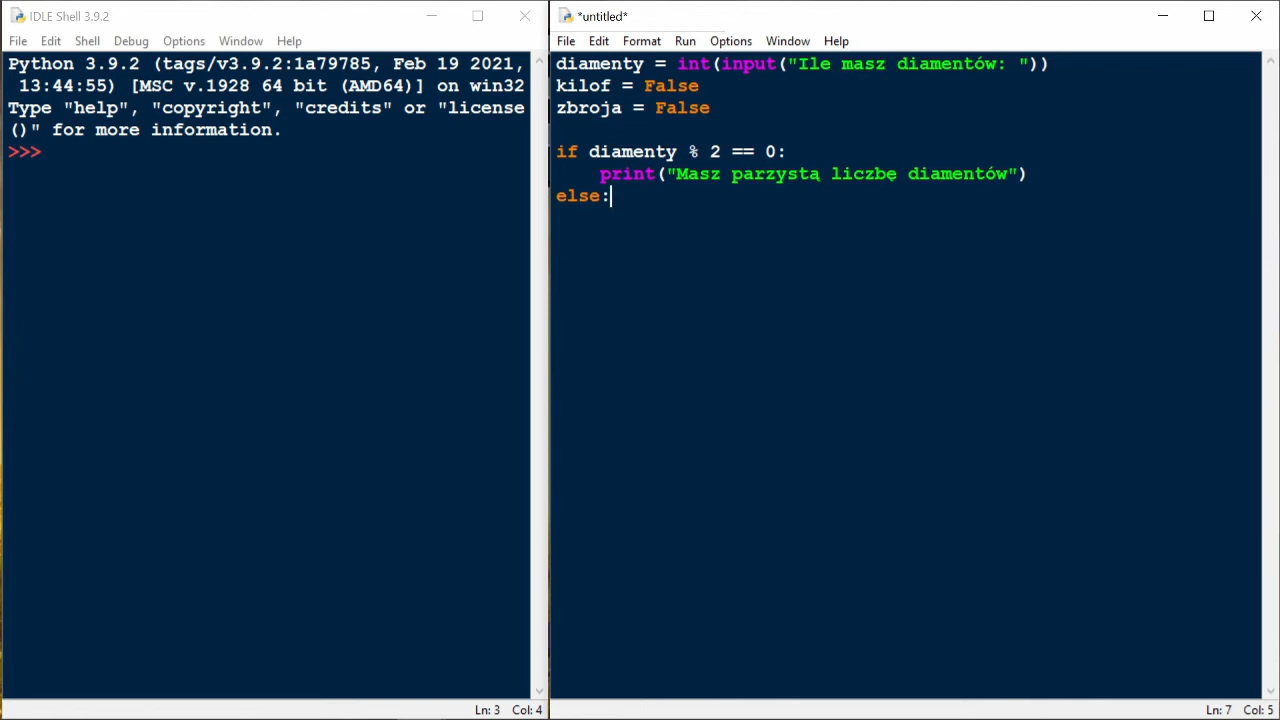 IDLE Shell 3.9.2
File Edit Shell Debug Options Window Help
Python 3.9.2 (tags/v3.9.2:1a79785, Feb 19 2021,
13:44:55) [MSC v.1928 64 bit (AMD64)] on win32
Type "help", "copyright", "credits" or "license
()" for more information.
>>>
Ln: 3 Col: 4
*untitled*
File Edit Format Run Options Window Help
diamenty = int(input("Ile masz diamentów: "))
kilof = False
zbroja = False
if diamenty % 2 == 0:
    print("Masz parzystą liczbę diamentów")
else:
Ln: 7 Col: 5